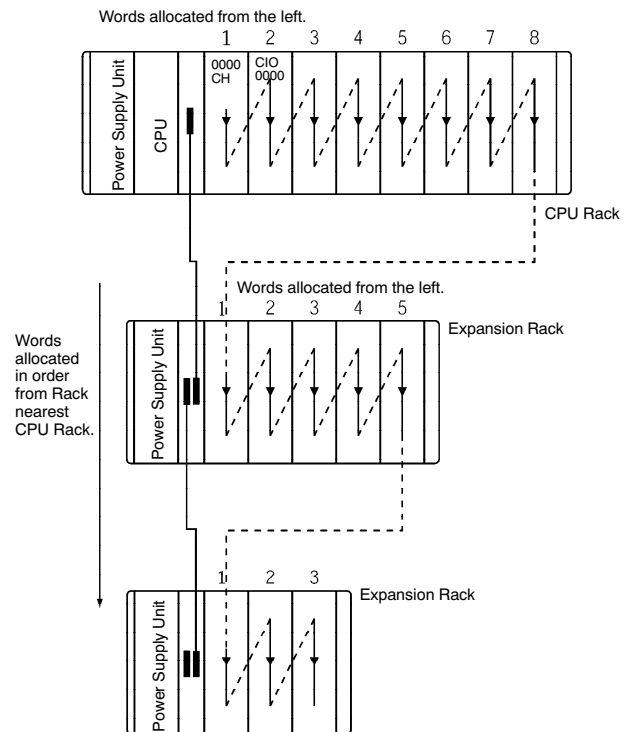 Words allocated from the left.
1 2 3 4 5 6 7 8
0000
CH
CIO
0000
Power Supply Unit
CPU
CPU Rack
Words allocated from the left.
1 2 3 4 5
Expansion Rack
Power Supply Unit
Words
allocated
in order
from Rack
nearest
CPU Rack.
1 2 3
Expansion Rack
Power Supply Unit